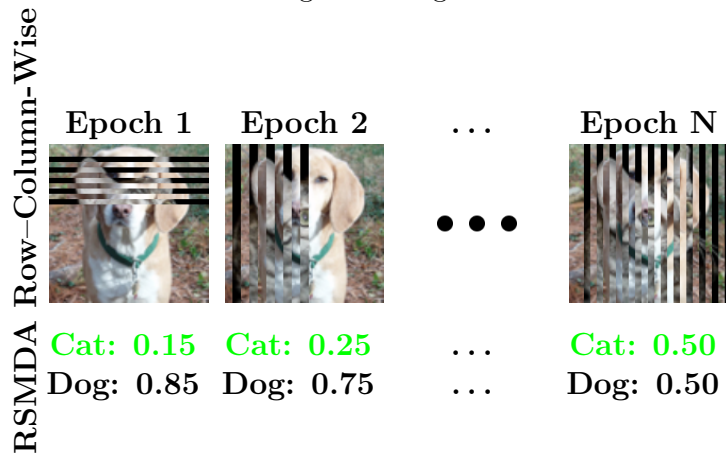 RSMDA Row–Column-Wise
Epoch 1 Epoch 2 ... Epoch N
Cat: 0.15 Cat: 0.25 ... Cat: 0.50
Dog: 0.85 Dog: 0.75 ... Dog: 0.50